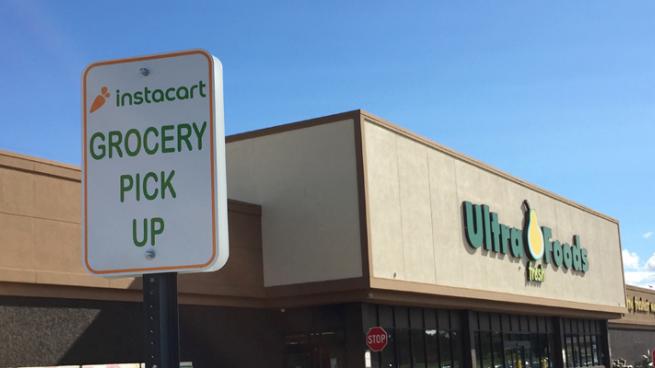 instacart
GROCERY
PICK
UP
Ultra Foods
fresh
STOP